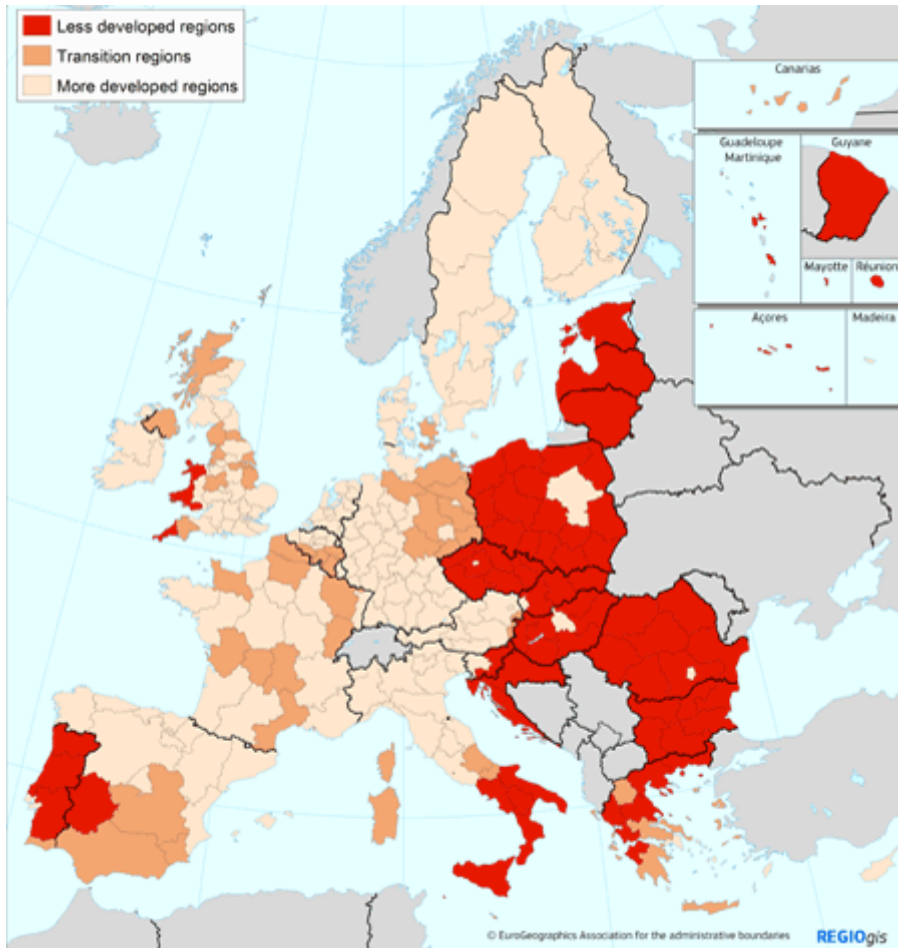 Less developed regions
Transition regions
More developed regions
Canarias
Guadeloupe
Martinique
Guyane
Mayotte
Réunion
Açores
Madeira
© EuroGeographics Association for the administrative boundaries
REGIOgis